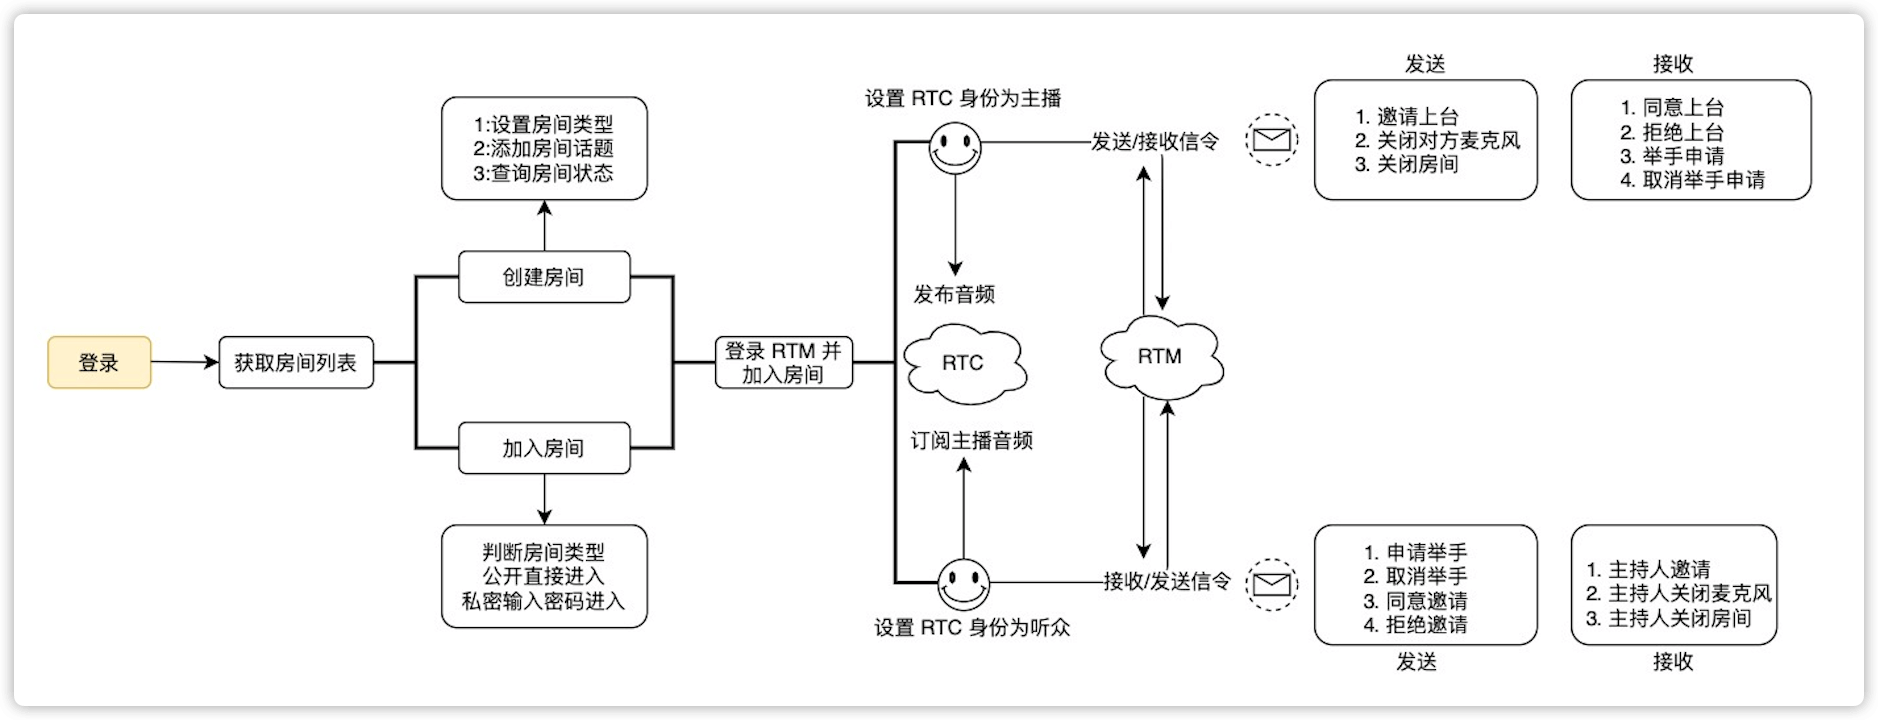 登录
获取房间列表
1:设置房间类型
2:添加房间话题
3:查询房间状态
创建房间
加入房间
判断房间类型
公开直接进入
私密输入密码进入
登录 RTM 并
加入房间
设置 RTC 身份为主播
发布音频
RTC
订阅主播音频
设置 RTC 身份为听众
发送/接收信令
RTM
接收/发送信令
发送
1. 邀请上台
2. 关闭对方麦克风
3. 关闭房间
接收
1. 同意上台
2. 拒绝上台
3. 举手申请
4. 取消举手申请
1. 申请举手
2. 取消举手
3. 同意邀请
4. 拒绝邀请
发送
1. 主持人邀请
2. 主持人关闭麦克风
3. 主持人关闭房间
接收